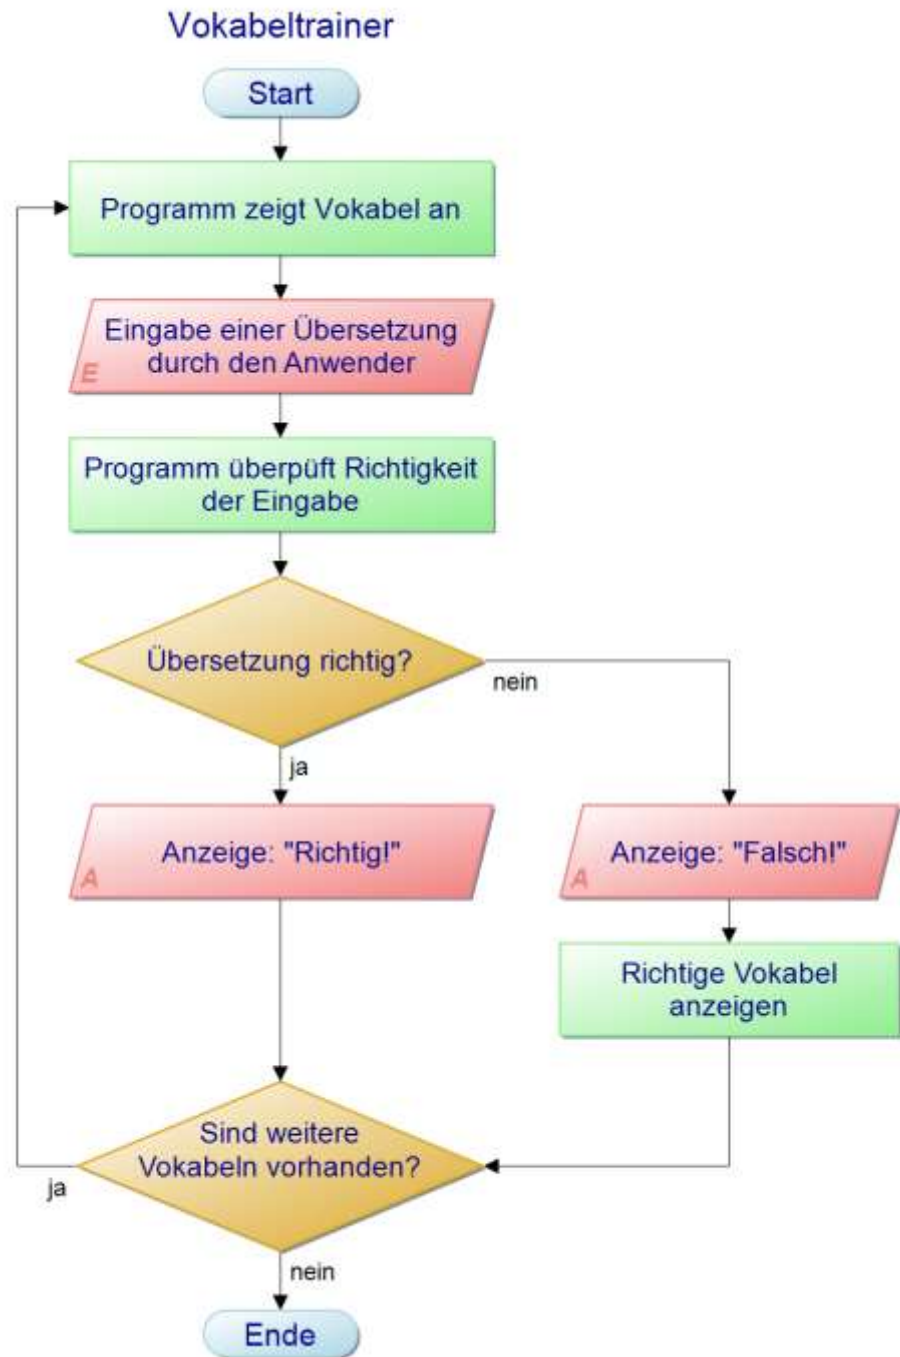 Vokabeltrainer
Start
Programm zeigt Vokabel an
Eingabe einer Übersetzung
durch den Anwender
E
Programm überpüft Richtigkeit
der Eingabe
Übersetzung richtig?
nein
ja
Anzeige: "Richtig!"
A
Anzeige: "Falsch!"
A
Richtige Vokabel
anzeigen
Sind weitere
Vokabeln vorhanden?
ja
nein
Ende